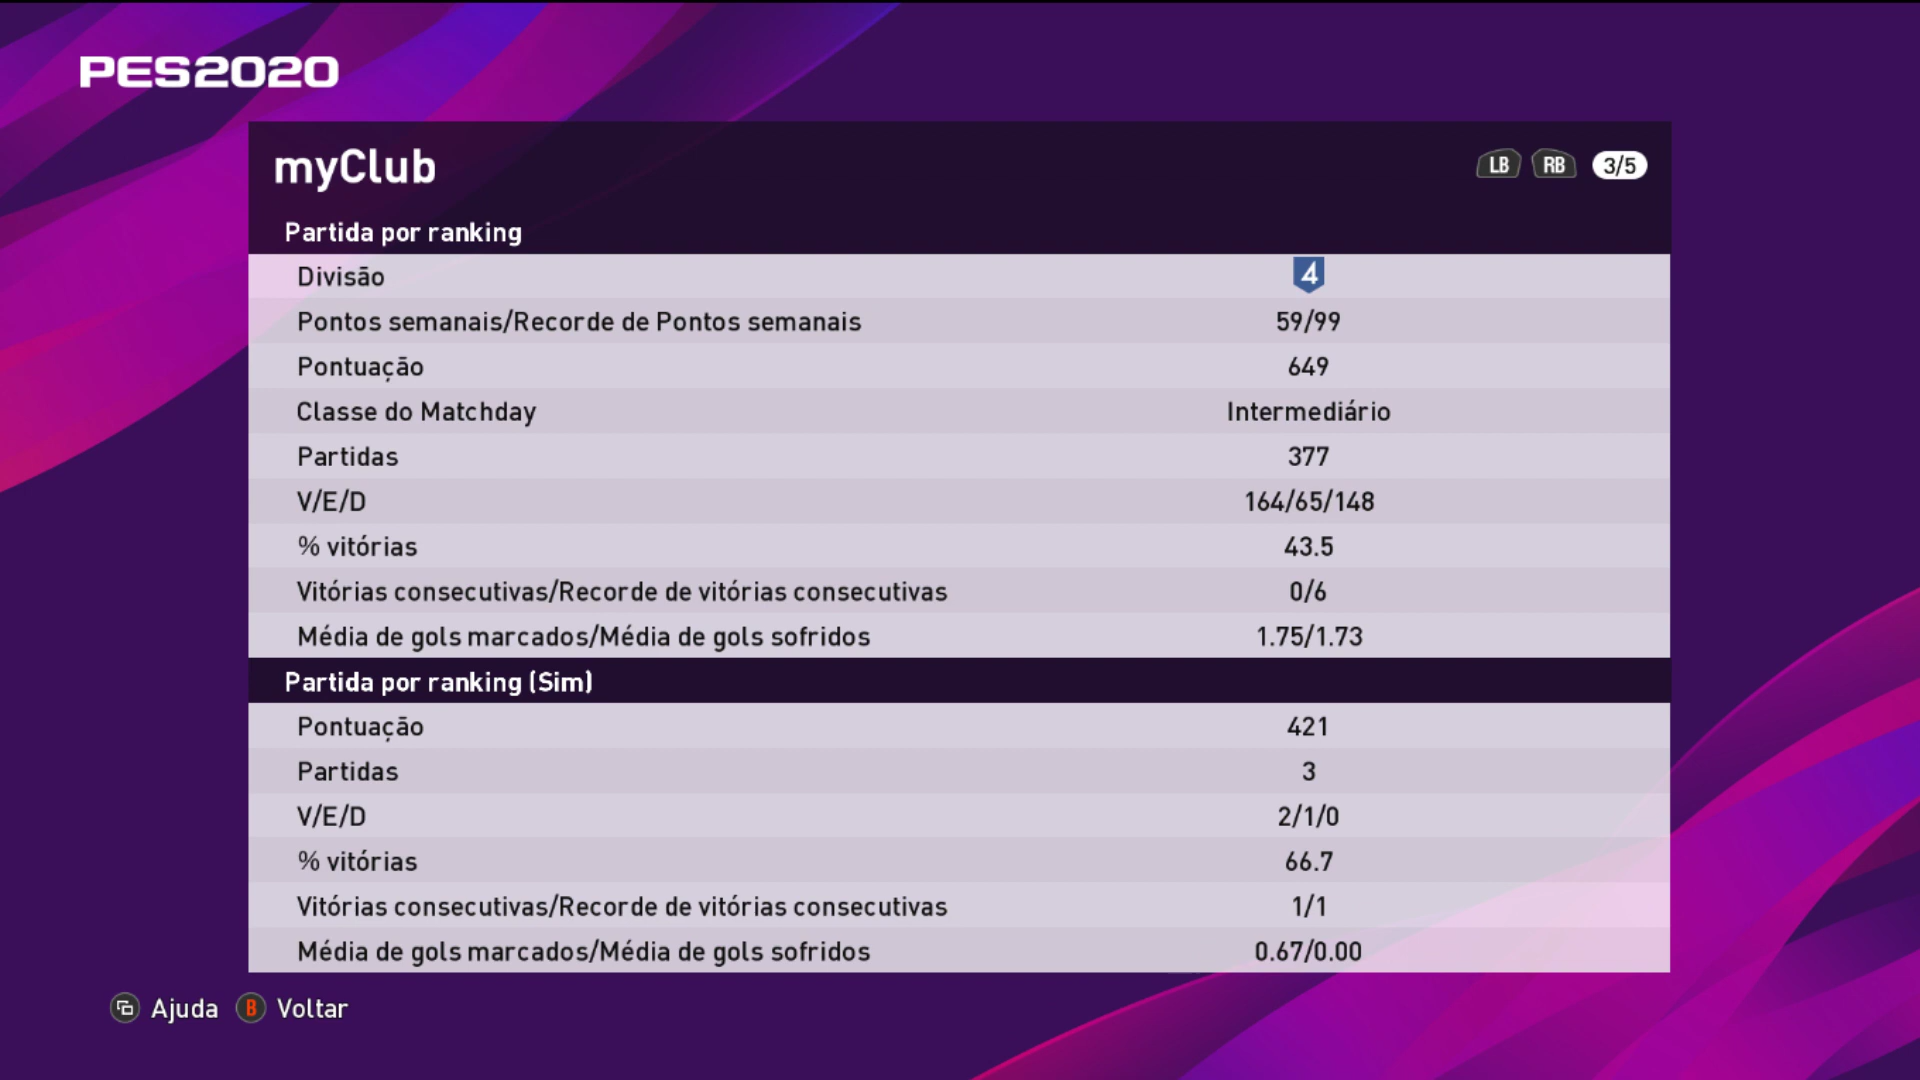 PES2020
myClub
LB RB 3/5
Partida por ranking
Divisão 4
Pontos semanais/Recorde de Pontos semanais 59/99
Pontuação 649
Classe do Matchday Intermediário
Partidas 377
V/E/D 164/65/148
% vitórias 43.5
Vitórias consecutivas/Recorde de vitórias consecutivas 0/6
Média de gols marcados/Média de gols sofridos 1.75/1.73
Partida por ranking (Sim)
Pontuação 421
Partidas 3
V/E/D 2/1/0
% vitórias 66.7
Vitórias consecutivas/Recorde de vitórias consecutivas 1/1
Média de gols marcados/Média de gols sofridos 0.67/0.00
Ajuda B Voltar